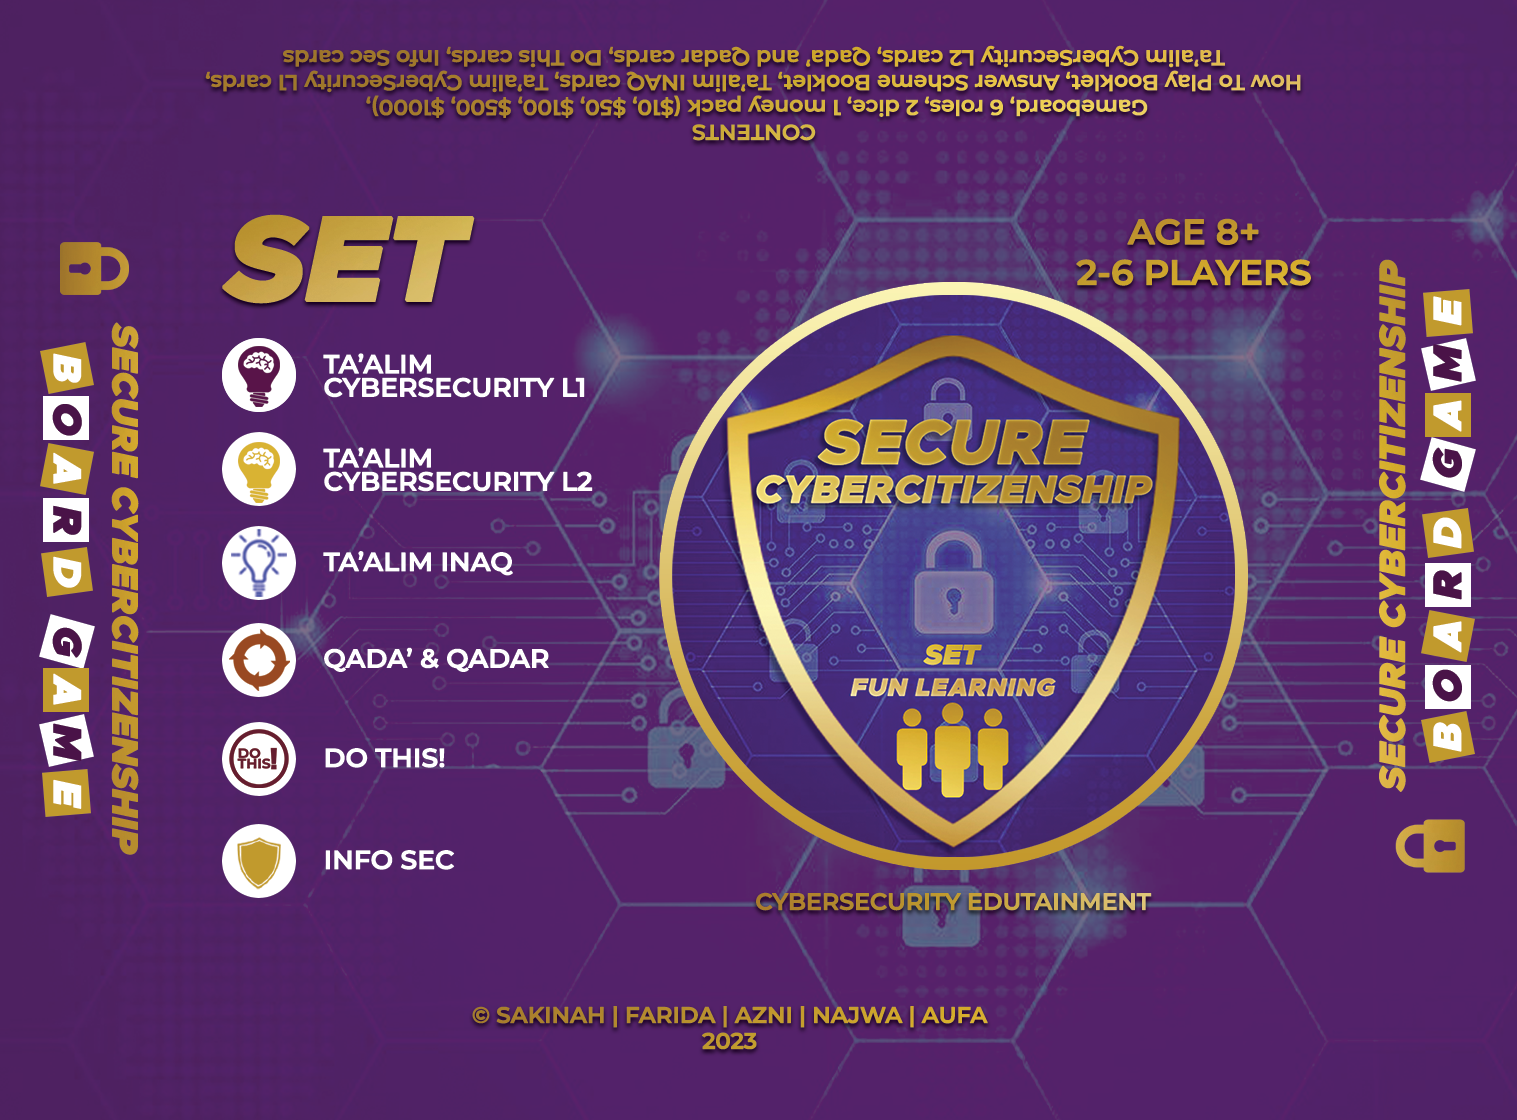 CONTENTS
Gameboard, 6 roles, 2 dice, 1 money pack ($10, $50, $100, $500, $1000),
How To Play Booklet, Answer Scheme Booklet, Ta'alim INAQ cards, Ta'alim CyberSecurity L1 cards,
Ta'alim CyberSecurity L2 cards, Qada' and Qadar cards, Do This cards, Info Sec cards
SET
AGE 8+
2-6 PLAYERS
SECURE CYBERCITIZENSHIP
BOARD GAME
TA'ALIM
CYBERSECURITY L1
TA'ALIM
CYBERSECURITY L2
TA'ALIM INAQ
QADA' & QADAR
DO
THIS!
DO THIS!
INFO SEC
SECURE
CYBERCITIZENSHIP
SET
FUN LEARNING
CYBERSECURITY EDUTAINMENT
SECURE CYBERCITIZENSHIP
BOARD GAME
© SAKINAH | FARIDA | AZNI | NAJWA | AUFA
2023